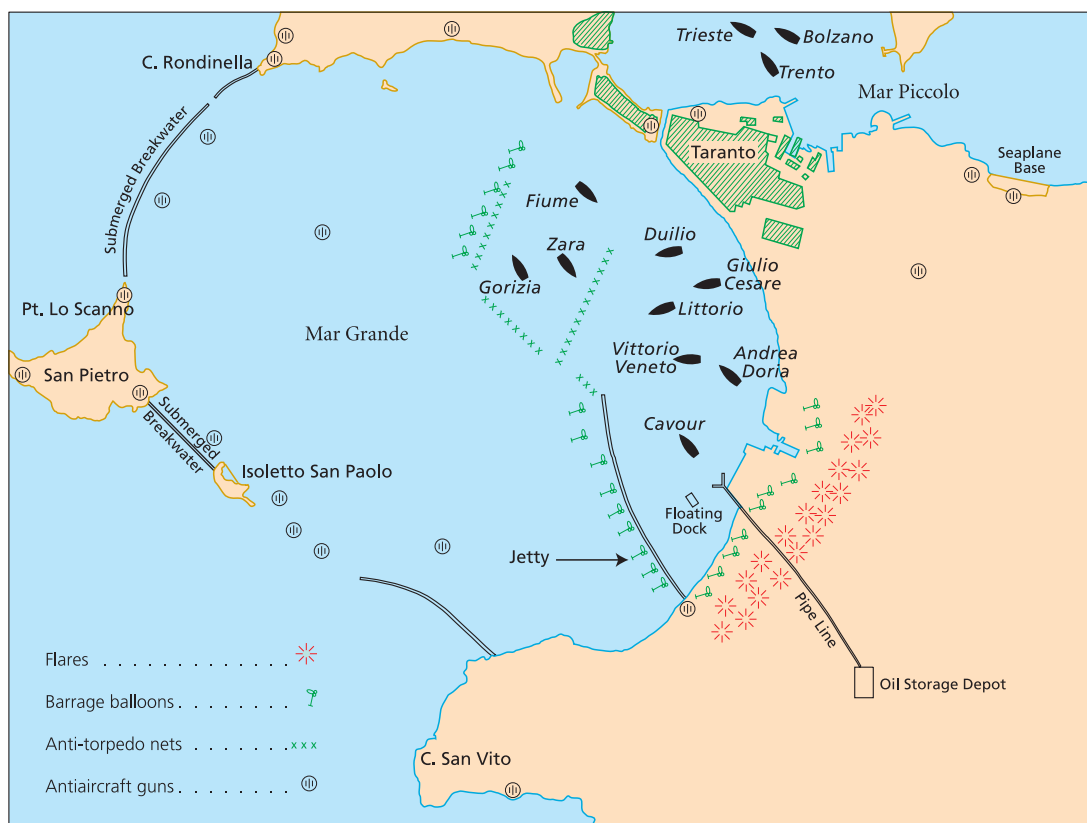 Trieste
Bolzano
Trento
C. Rondinella
Mar Piccolo
Submerged Breakwater
Taranto
Seaplane
Base
Fiume
Duilio
Zara
Giulio
Cesare
Gorizia
Pt. Lo Scanno
Littorio
Mar Grande
Vittorio
Veneto
Andrea
Doria
San Pietro
Submerged
Breakwater
Cavour
Isoletto San Paolo
Floating
Dock
Jetty
Pipe Line
Flares . . . . . . . . . . . . .
Oil Storage Depot
Barrage balloons . . . . . . . .
Anti-torpedo nets . . . . . . . . xxx
C. San Vito
Antiaircraft guns . . . . . . . .